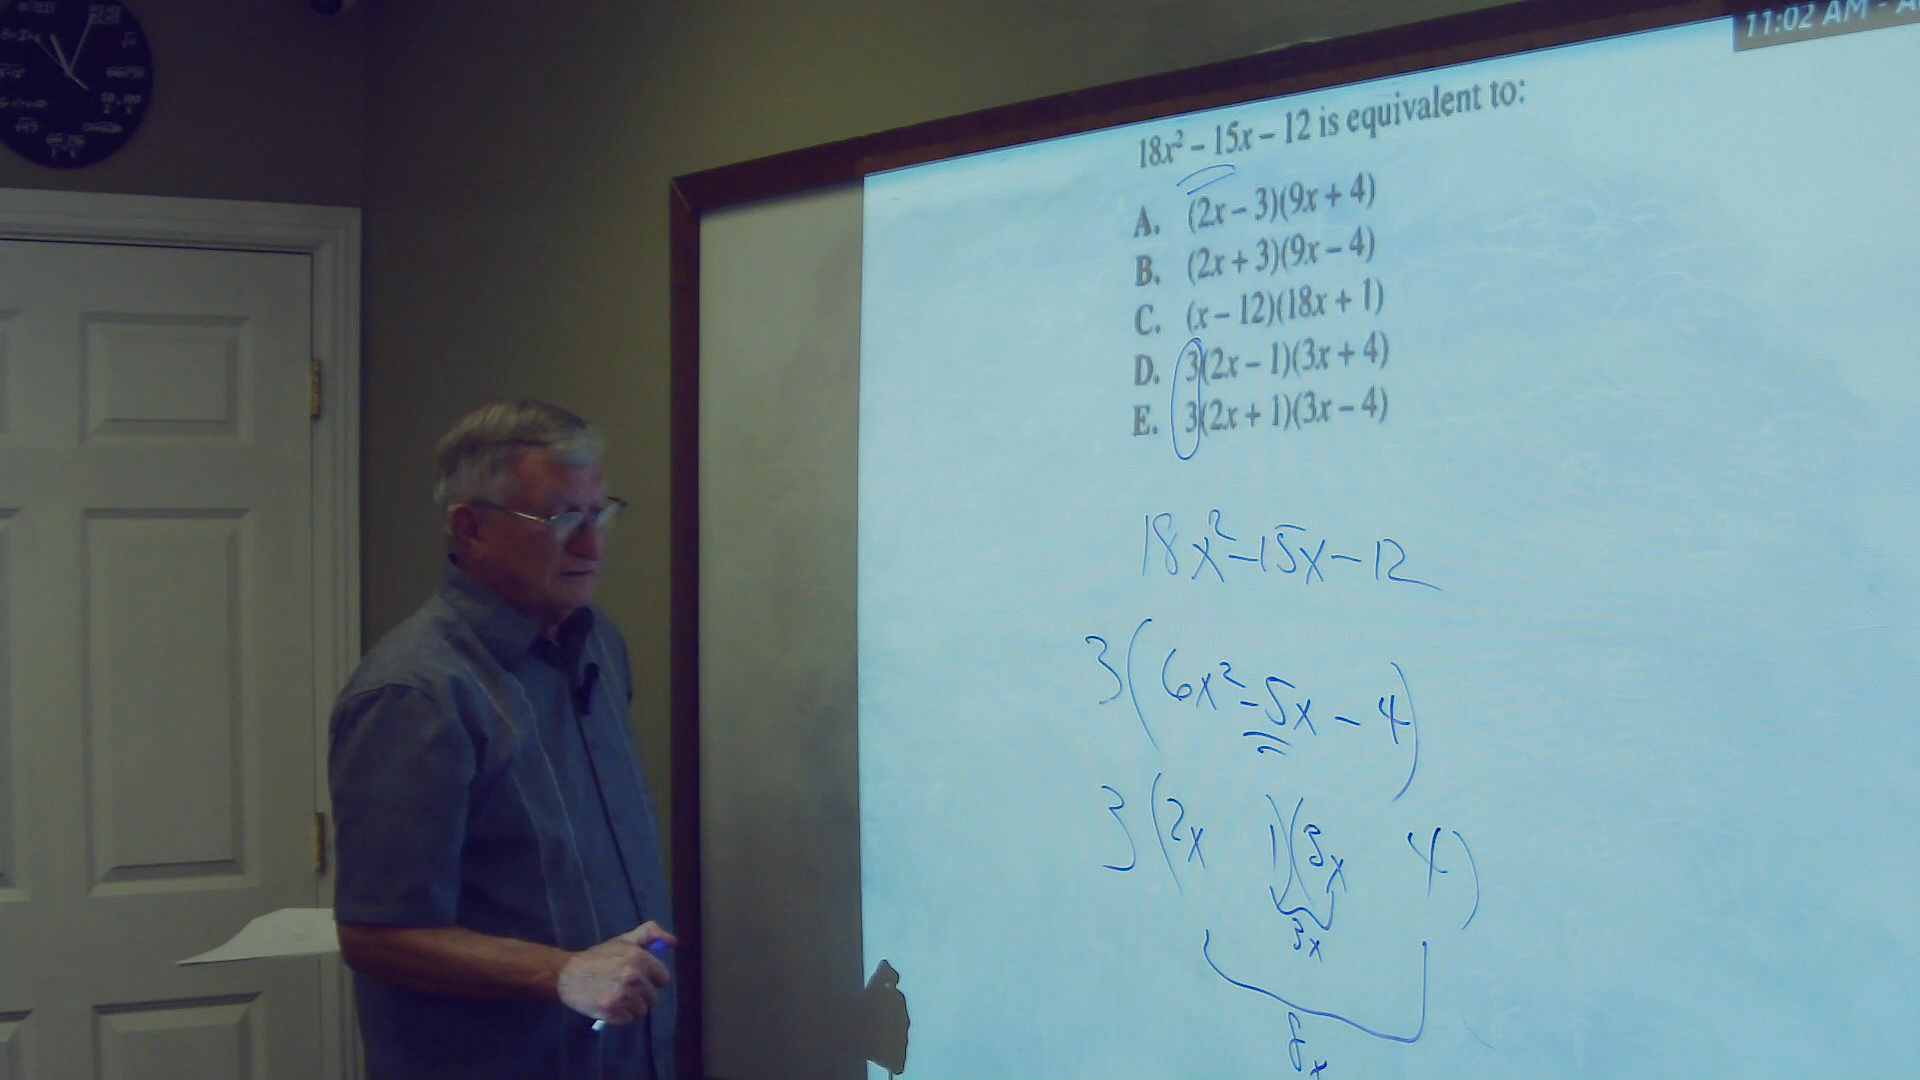 11:02 AM - A
18x² – 15x – 12 is equivalent to:
A. (2x – 3)(9x + 4)
B. (2x + 3)(9x – 4)
C. (x – 12)(18x + 1)
D. 3(2x – 1)(3x + 4)
E. 3(2x + 1)(3x – 4)
18x²-15x-12
3(6x²-5x-4)
3(2x 1)(3x 4)
3x
8x